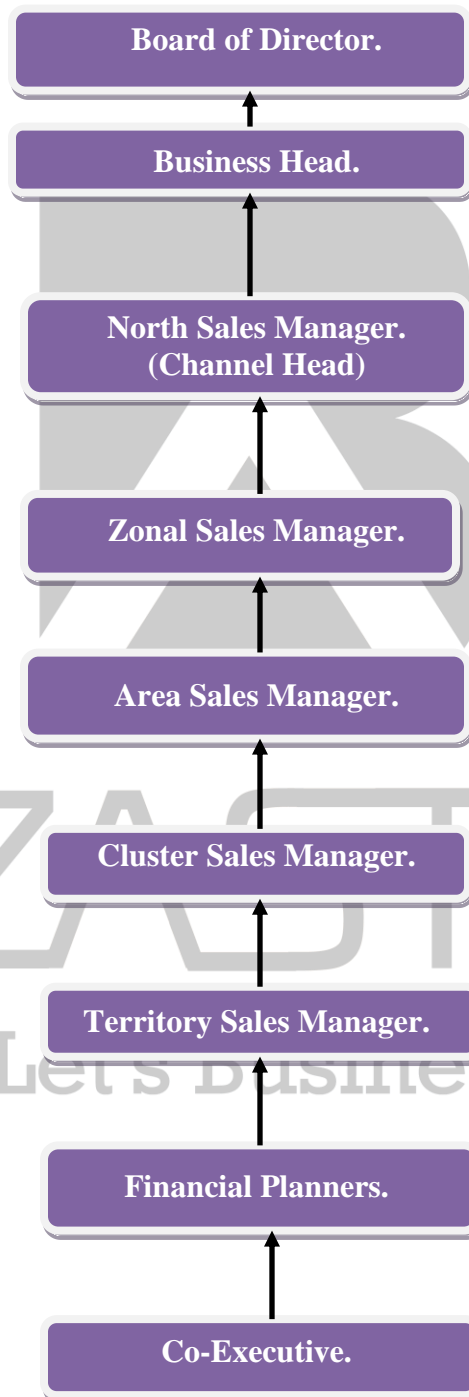 Board of Director.
Business Head.
North Sales Manager.
(Channel Head)
Zonal Sales Manager.
Area Sales Manager.
Cluster Sales Manager.
Territory Sales Manager.
Let's
Financial Planners.
Co-Executive.